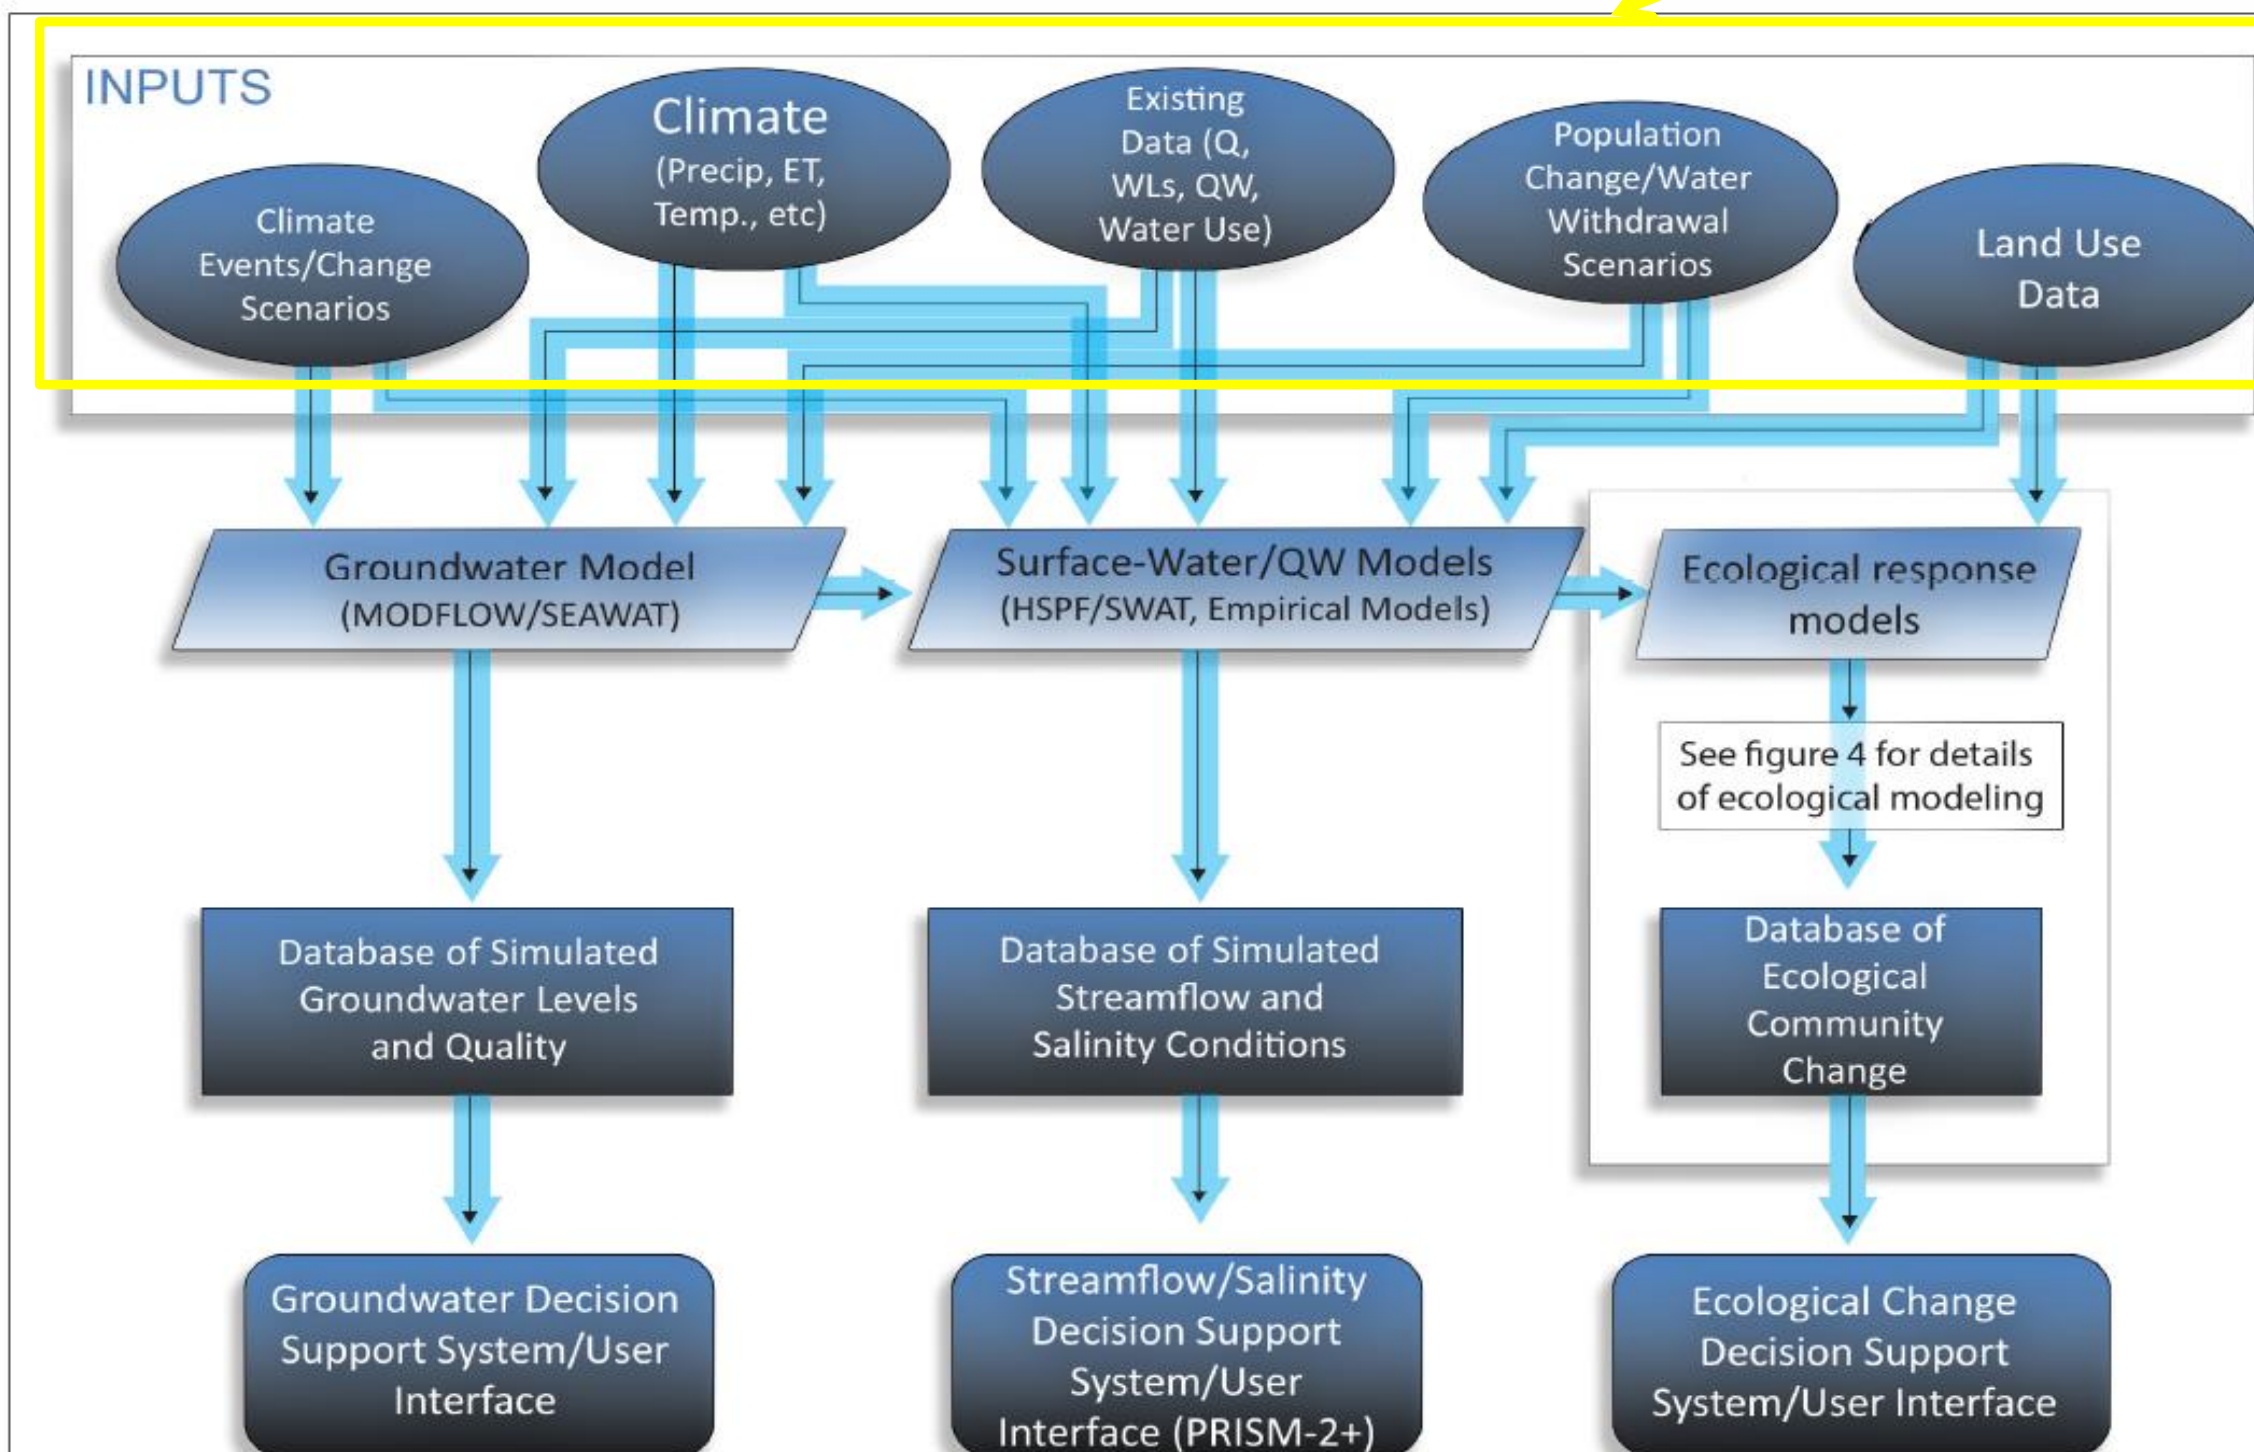 INPUTS
Climate
Events/Change
Scenarios
Climate
(Precip, ET,
Temp., etc)
Existing
Data (Q,
WLs, QW,
Water Use)
Population
Change/Water
Withdrawal
Scenarios
Land Use
Data
Groundwater Model
(MODFLOW/SEAWAT)
Surface-Water/QW Models
(HSPF/SWAT, Empirical Models)
Ecological response
models
See figure 4 for details
of ecological modeling
Database of Simulated
Groundwater Levels
and Quality
Database of Simulated
Streamflow and
Salinity Conditions
Database of
Ecological
Community
Change
Groundwater Decision
Support System/User
Interface
Streamflow/Salinity
Decision Support
System/User
Interface (PRISM-2+)
Ecological Change
Decision Support
System/User Interface